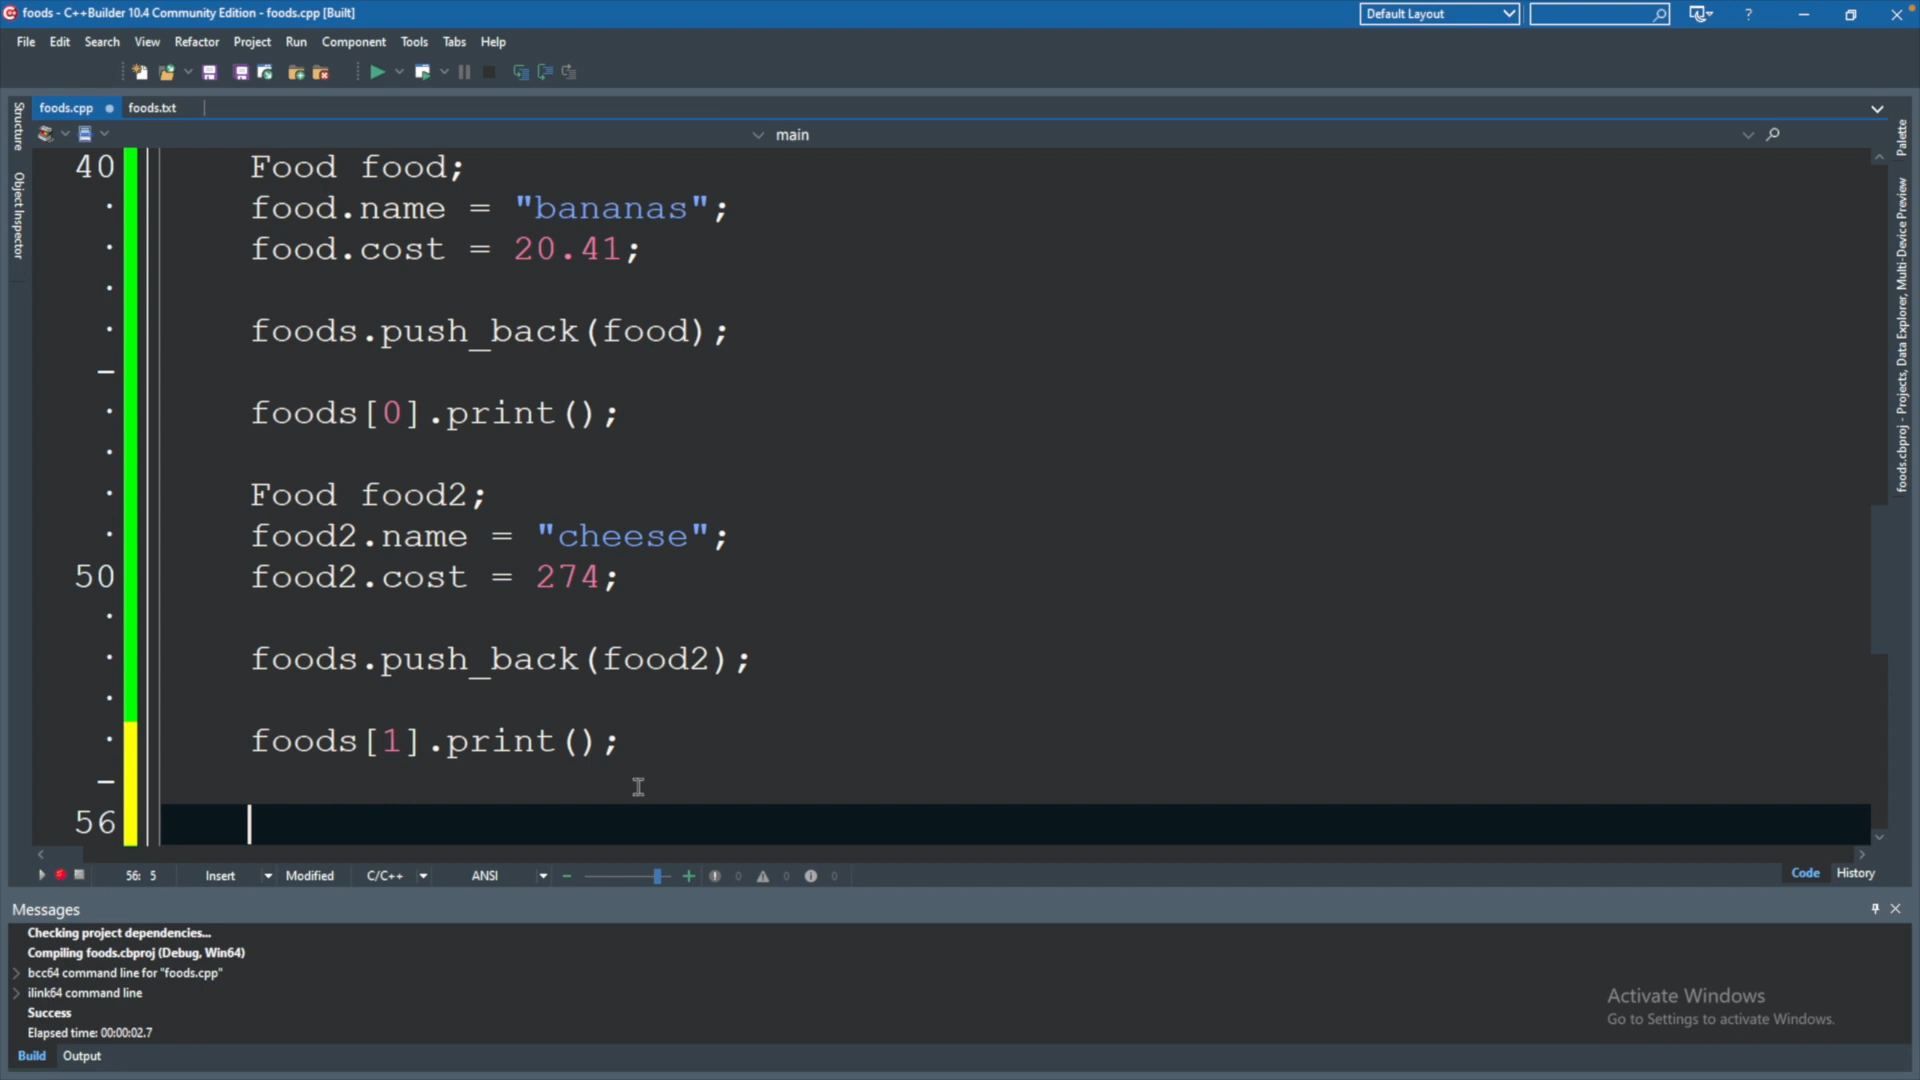 foods - C++Builder 10.4 Community Edition - foods.cpp [Built]
Default Layout
?
File Edit Search View Refactor Project Run Component Tools Tabs Help
foods.cpp foods.txt
main
Structure
Object Inspector
Palette
foods.cbproj - Projects, Data Explorer, Multi-Device Preview
40 Food food;
food.name = "bananas";
food.cost = 20.41;
foods.push_back(food);
foods[0].print();
Food food2;
food2.name = "cheese";
50 food2.cost = 274;
foods.push_back(food2);
foods[1].print();
56
56: 5 Insert Modified C/C++ ANSI 0 0 0
Code History
Messages
Checking project dependencies...
Compiling foods.cbproj (Debug, Win64)
bcc64 command line for "foods.cpp"
ilink64 command line
Success
Elapsed time: 00:00:02.7
Build Output
Activate Windows
Go to Settings to activate Windows.